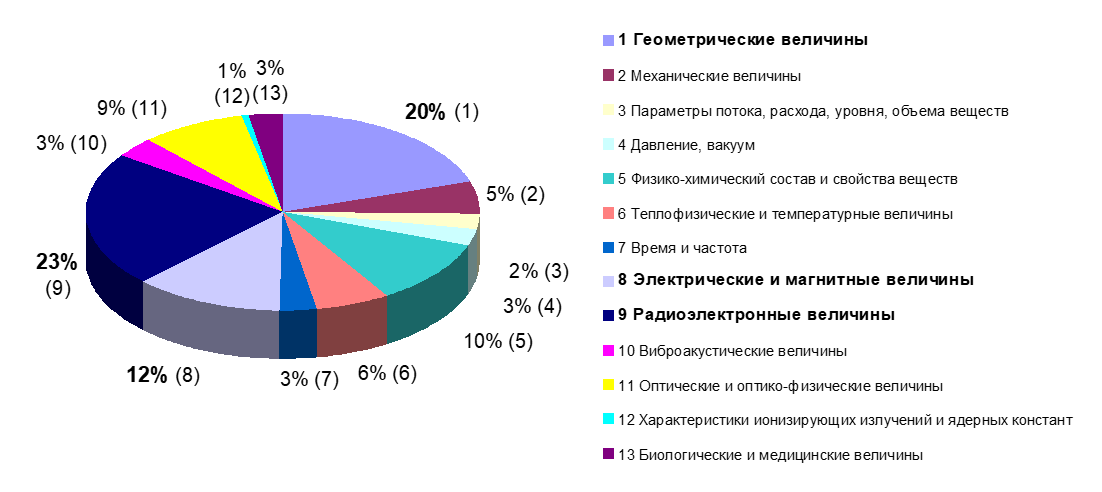 1%
(12)
3%
(13)
20% (1)
9% (11)
3% (10)
5% (2)
23%
(9)
2% (3)
3% (4)
10% (5)
12% (8)
3% (7)
6% (6)
1 Геометрические величины
2 Механические величины
3 Параметры потока, расхода, уровня, объема веществ
4 Давление, вакуум
5 Физико-химический состав и свойства веществ
6 Теплофизические и температурные величины
7 Время и частота
8 Электрические и магнитные величины
9 Радиоэлектронные величины
10 Виброакустические величины
11 Оптические и оптико-физические величины
12 Характеристики ионизирующих излучений и ядерных констант
13 Биологические и медицинские величины